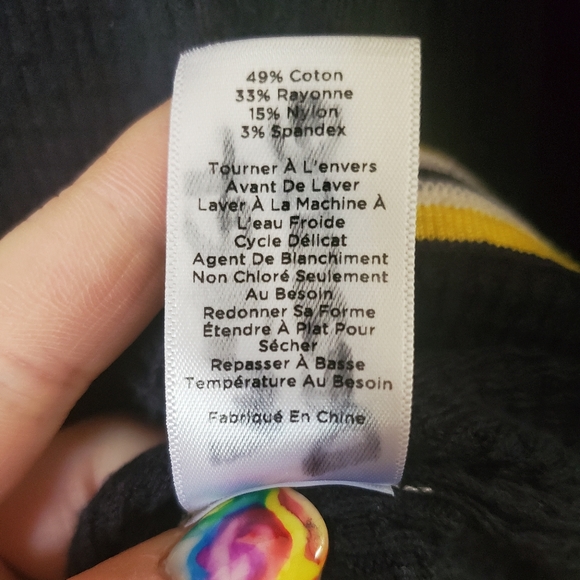 49% Coton
33% Rayonne
15% Nylon
3% Spandex
Tourner À L'envers
Avant De Laver
Laver À La Machine À
L'eau Froide
Cycle Délicat
Agent De Blanchiment
Non Chloré Seulement
Au Besoin
Redonner Sa Forme
Étendre À Plat Pour
Sécher
Repasser À Basse
Température Au Besoin
Fabriqué En Chine